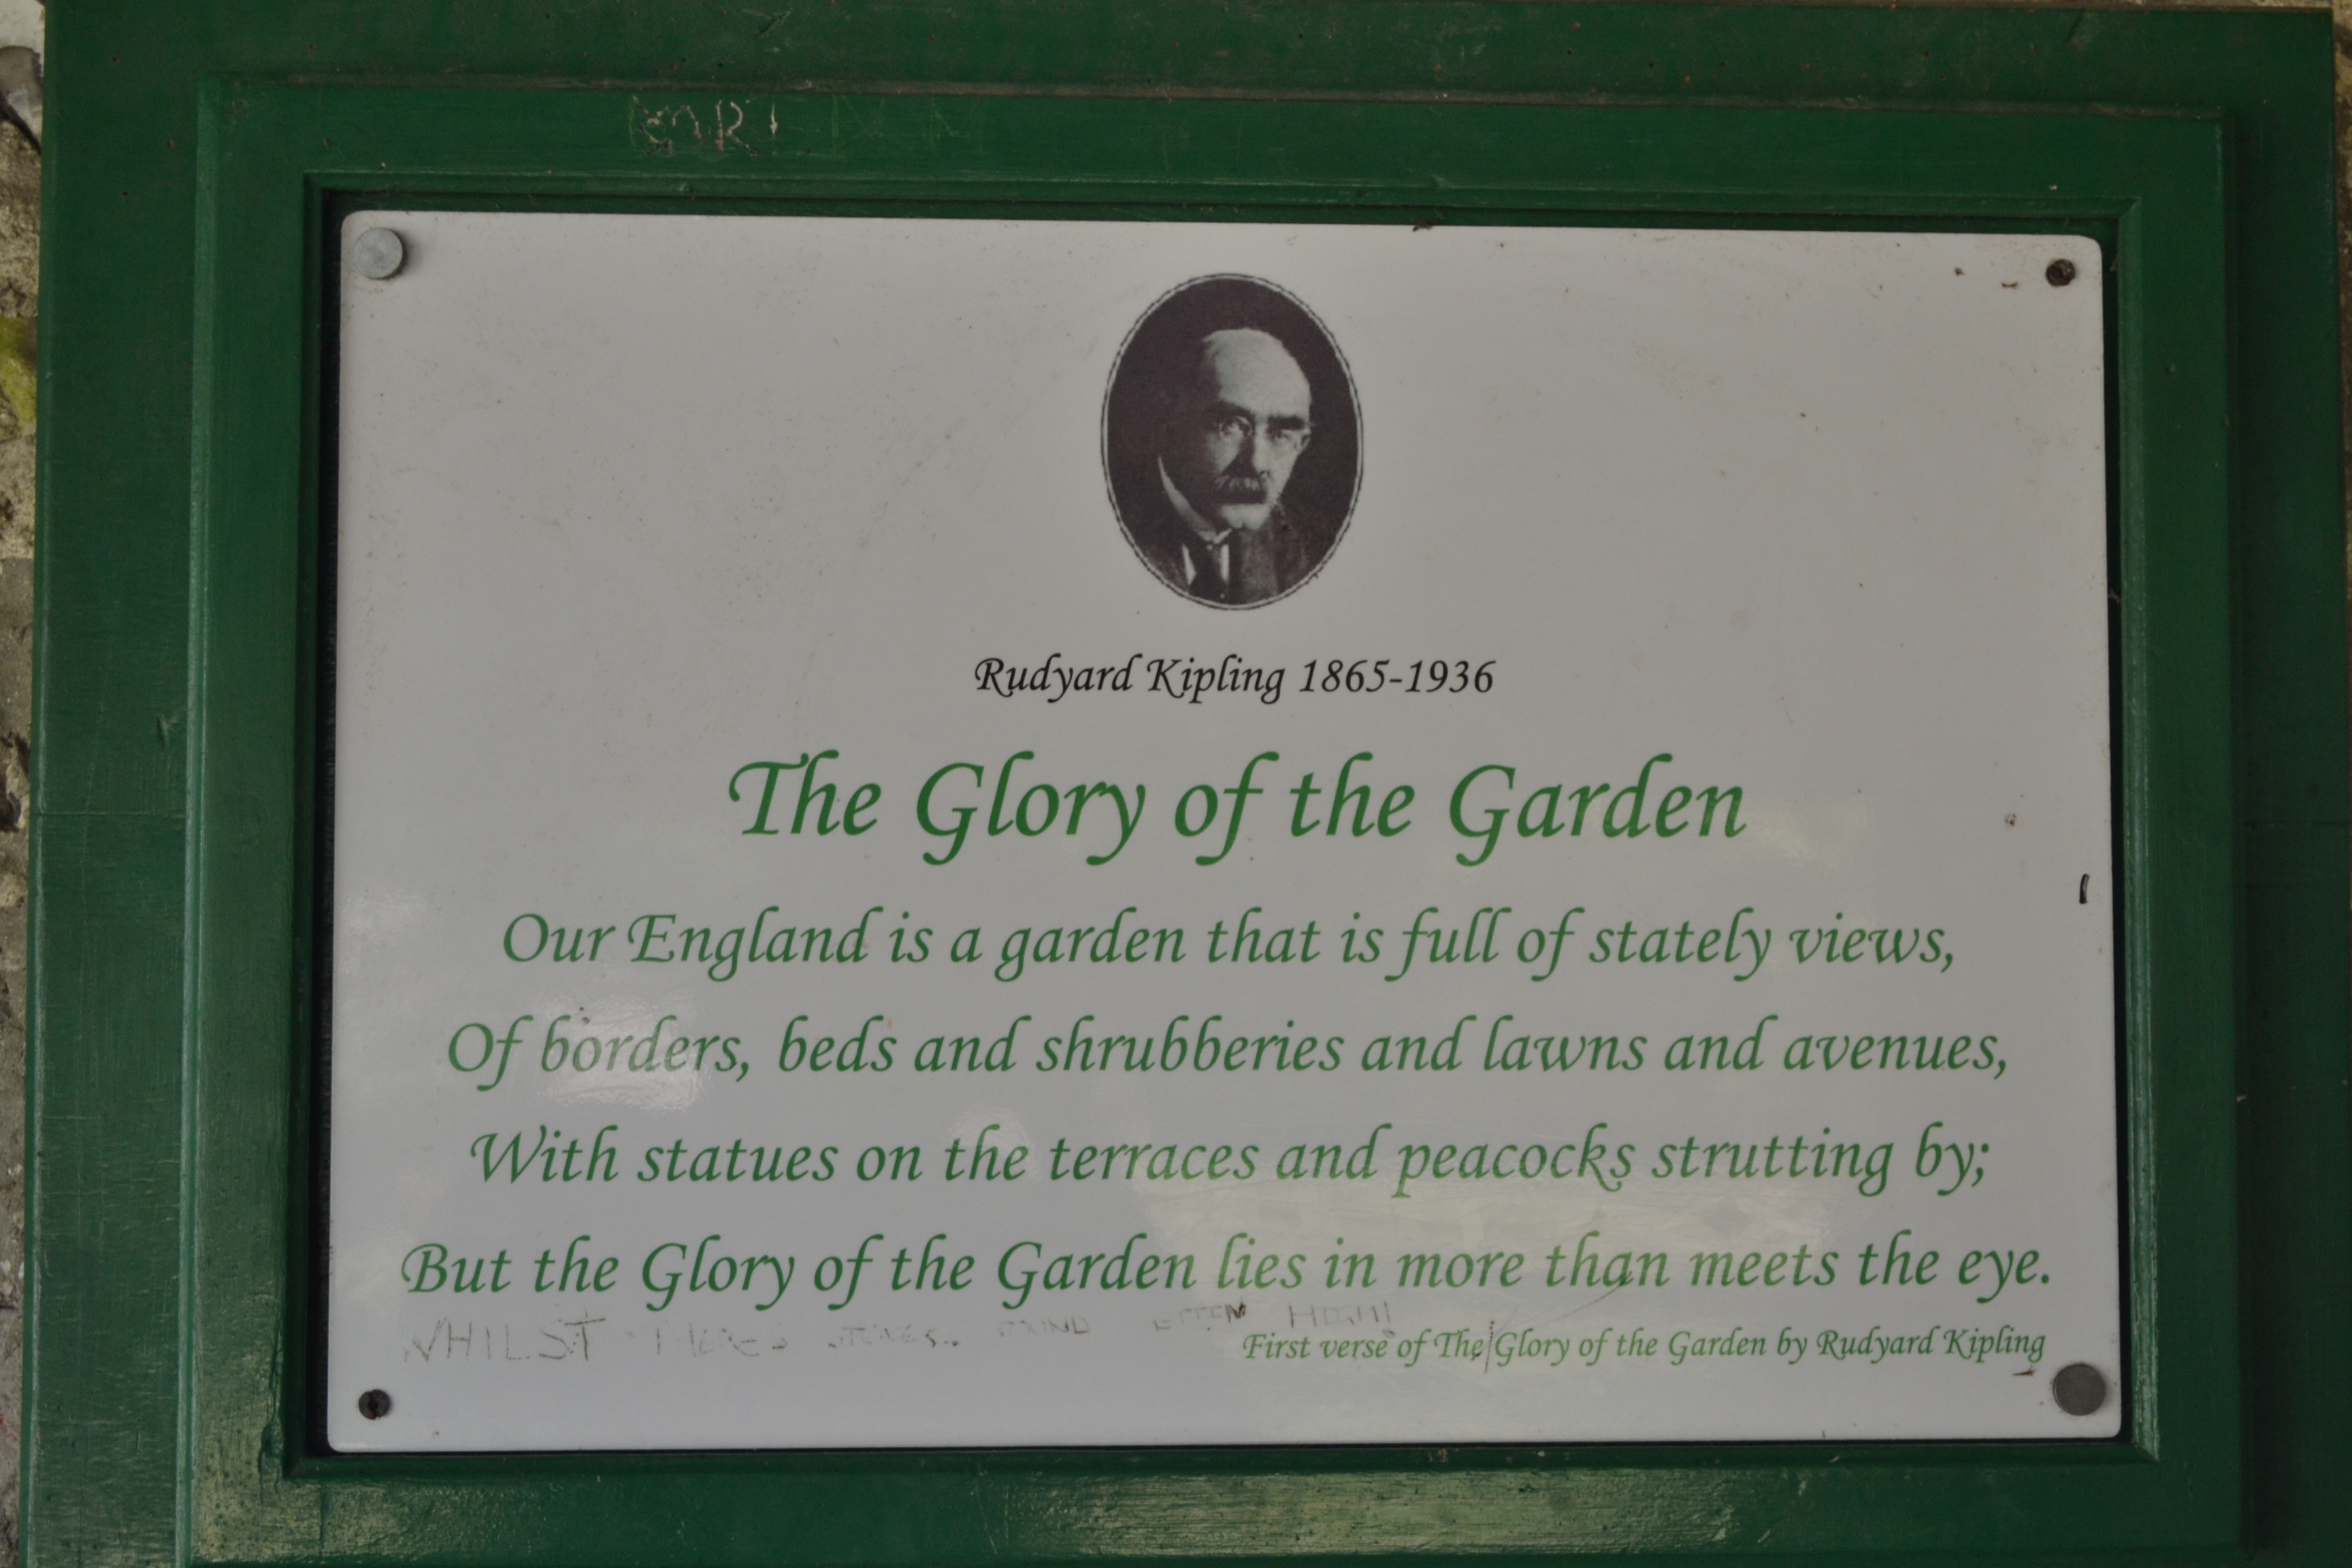 Rudyard Kipling 1865-1936
The Glory of the Garden
Our England is a garden that is full of stately views,
Of borders, beds and shrubberies and lawns and avenues,
With statues on the terraces and peacocks strutting by;
But the Glory of the Garden lies in more than meets the eye.
WHILST
First verse of The Glory of the Garden by Rudyard Kipling